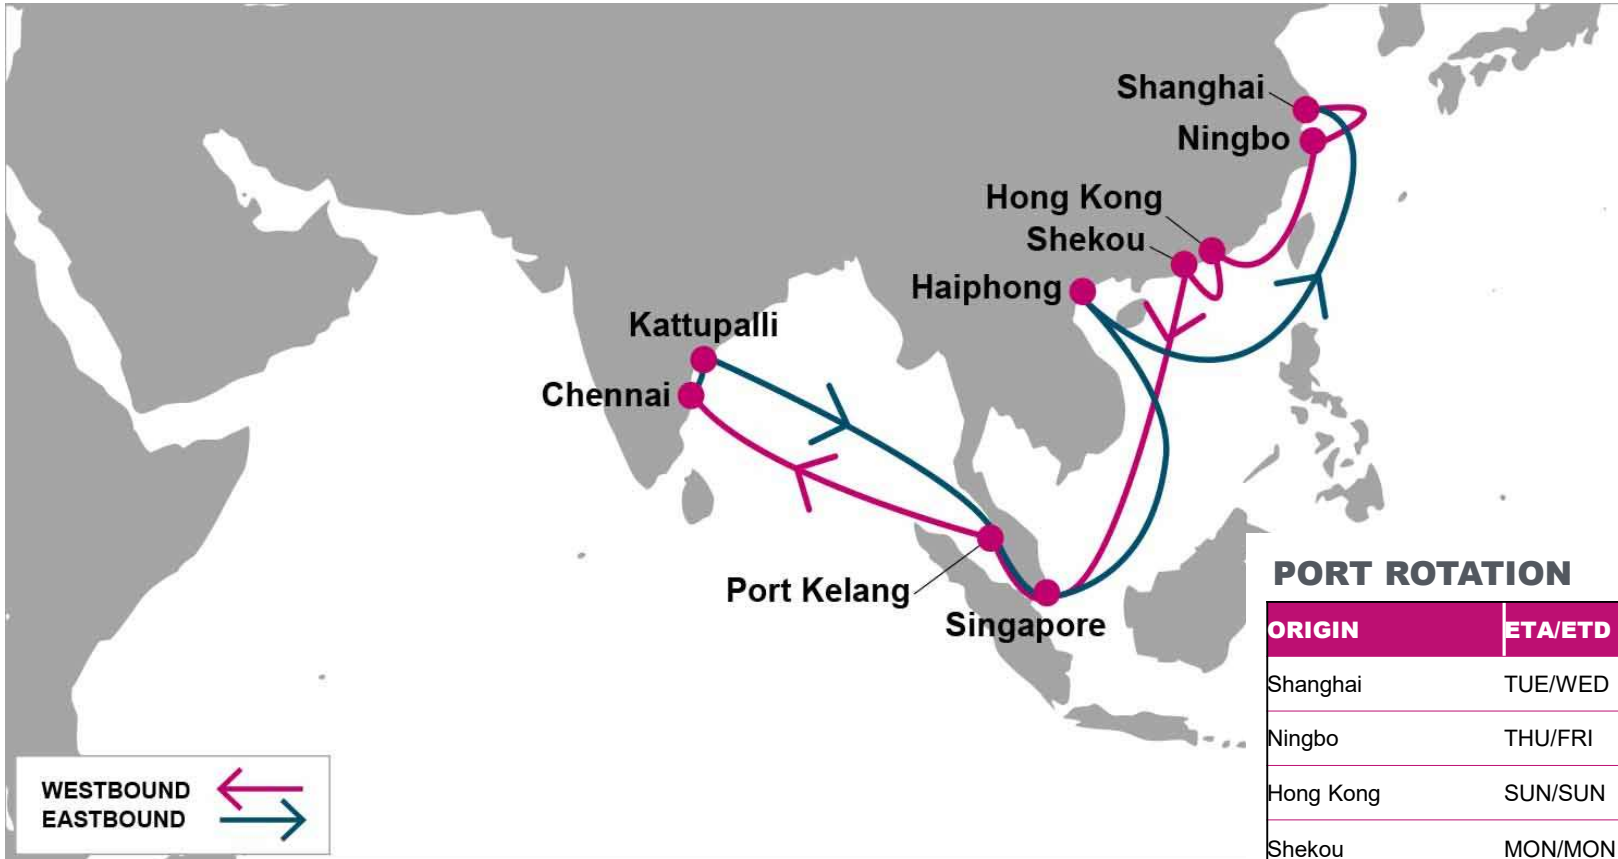 Shanghai
Ningbo
Hong Kong
Shekou
Haiphong
Kattupalli
Chennai
Port Kelang
Singapore
WESTBOUND
EASTBOUND
PORT ROTATION
ORIGIN ETA/ETD
Shanghai TUE/WED
Ningbo THU/FRI
Hong Kong SUN/SUN
Shekou MON/MON